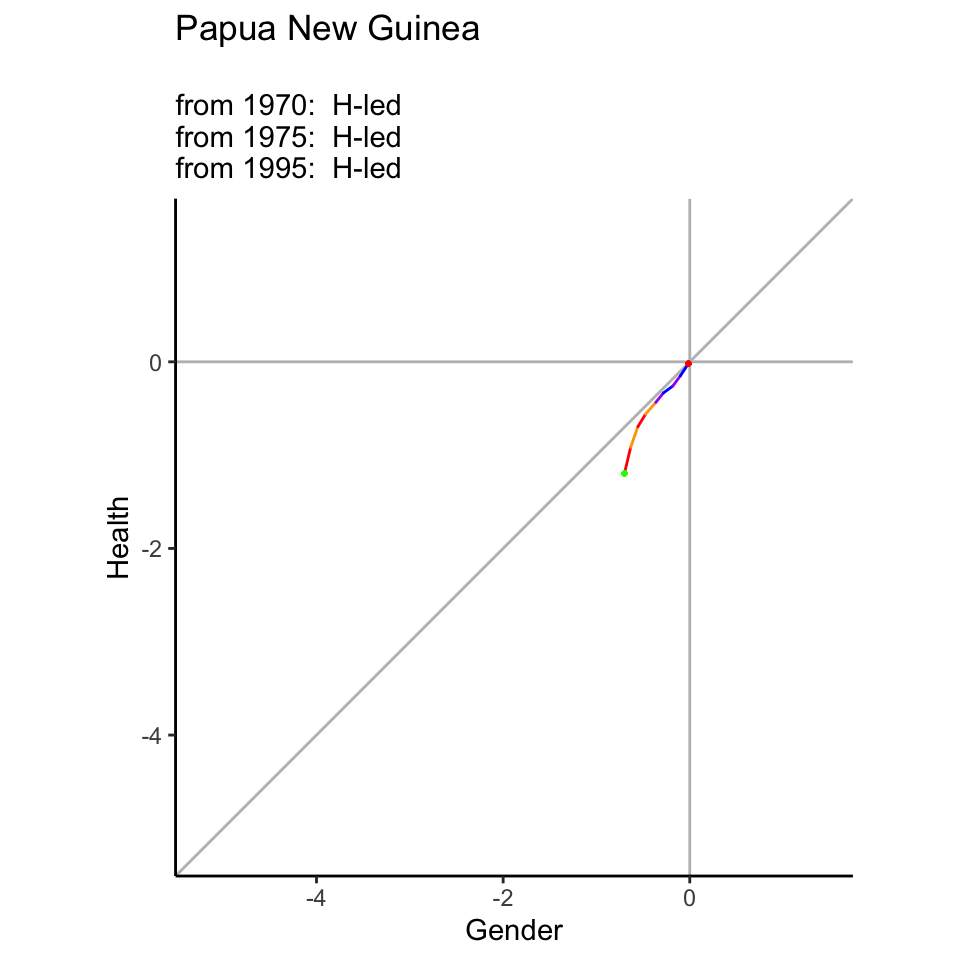 Papua New Guinea
from 1970:  H-led
from 1975:  H-led
from 1995:  H-led
0
-2
-4
Health
-4
-2
0
Gender